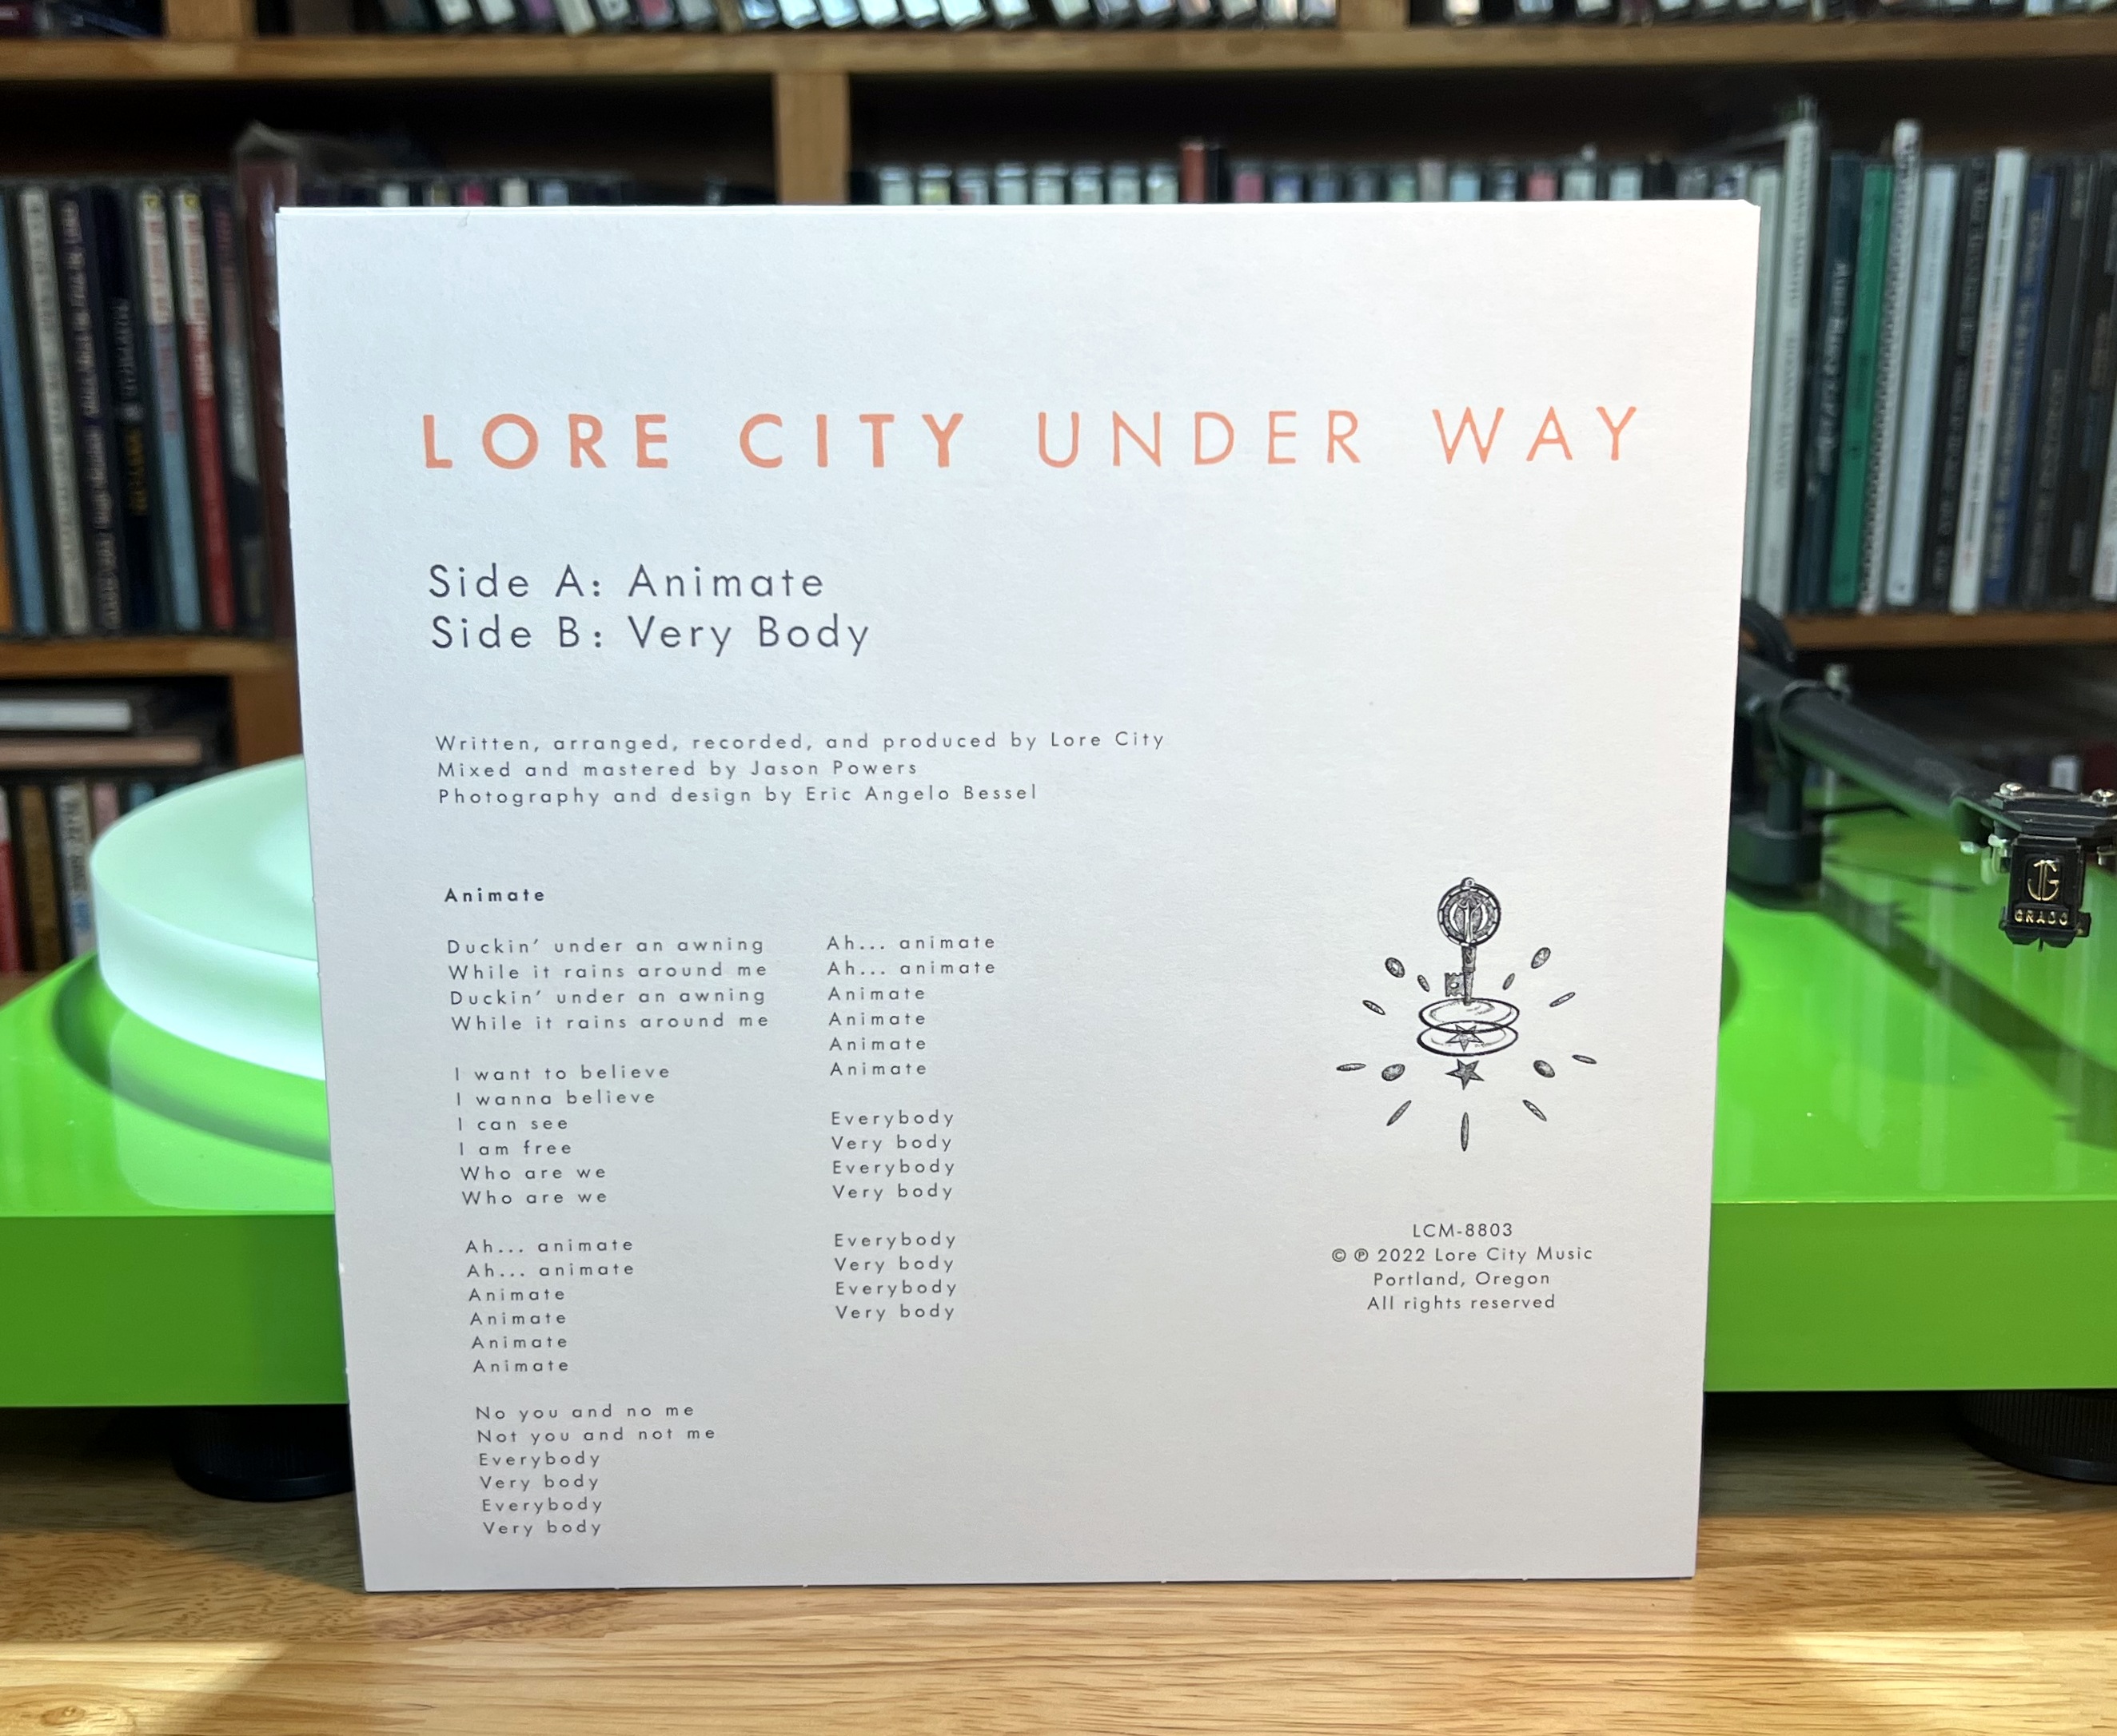 LORE CITY UNDER WAY
Side A: Animate
Side B: Very Body
Written, arranged, recorded, and produced by Lore City
Mixed and mastered by Jason Powers
Photography and design by Eric Angelo Bessel
Animate
Duckin’ under an awning
While it rains around me
Duckin’ under an awning
While it rains around me
I want to believe
I wanna believe
I can see
I am free
Who are we
Who are we
Ah... animate
Ah... animate
Animate
Animate
Animate
Animate
No you and no me
Not you and not me
Everybody
Very body
Everybody
Very body
Ah... animate
Ah... animate
Animate
Animate
Animate
Animate
Everybody
Very body
Everybody
Very body
Everybody
Very body
Everybody
Very body
LCM-8803
© ℗ 2022 Lore City Music
Portland, Oregon
All rights reserved
G
GRADO